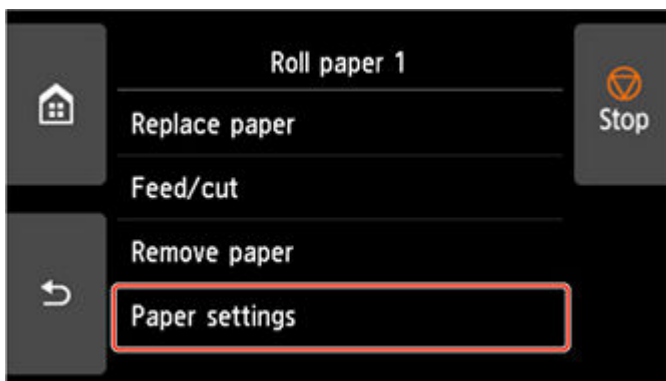 Roll paper 1
Replace paper
Stop
Feed/cut
Remove paper
Paper settings